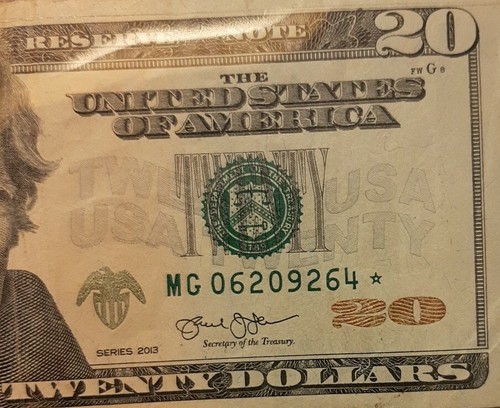 RESERVE NOTE
20
FW G 8
THE
UNITED STATES
OF AMERICA
TWENTY USA
USA TWENTY
MG 06209264 ★
20
Secretary of the Treasury.
SERIES 2013
TWENTY DOLLARS